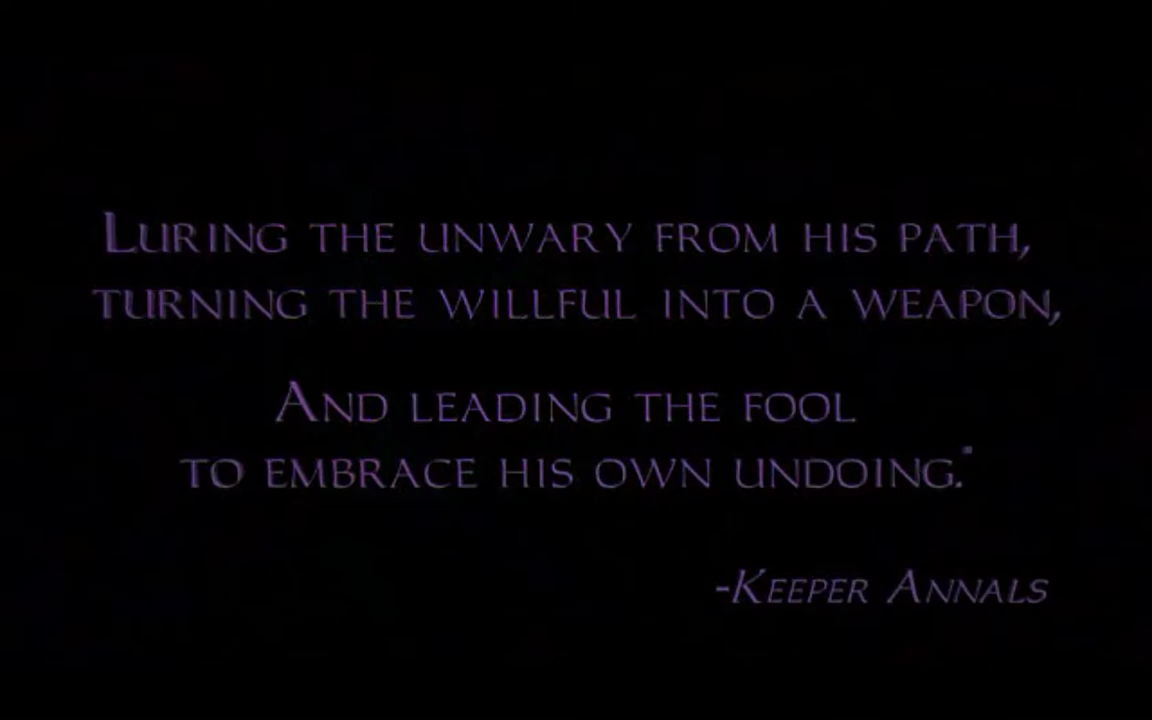 Luring the unwary from his path,
turning the willful into a weapon,
And leading the fool
to embrace his own undoing."
-Keeper Annals